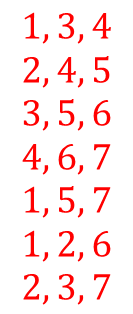 1, 3, 4
2, 4, 5
3, 5, 6
4, 6, 7
1, 5, 7
1, 2, 6
2, 3, 7